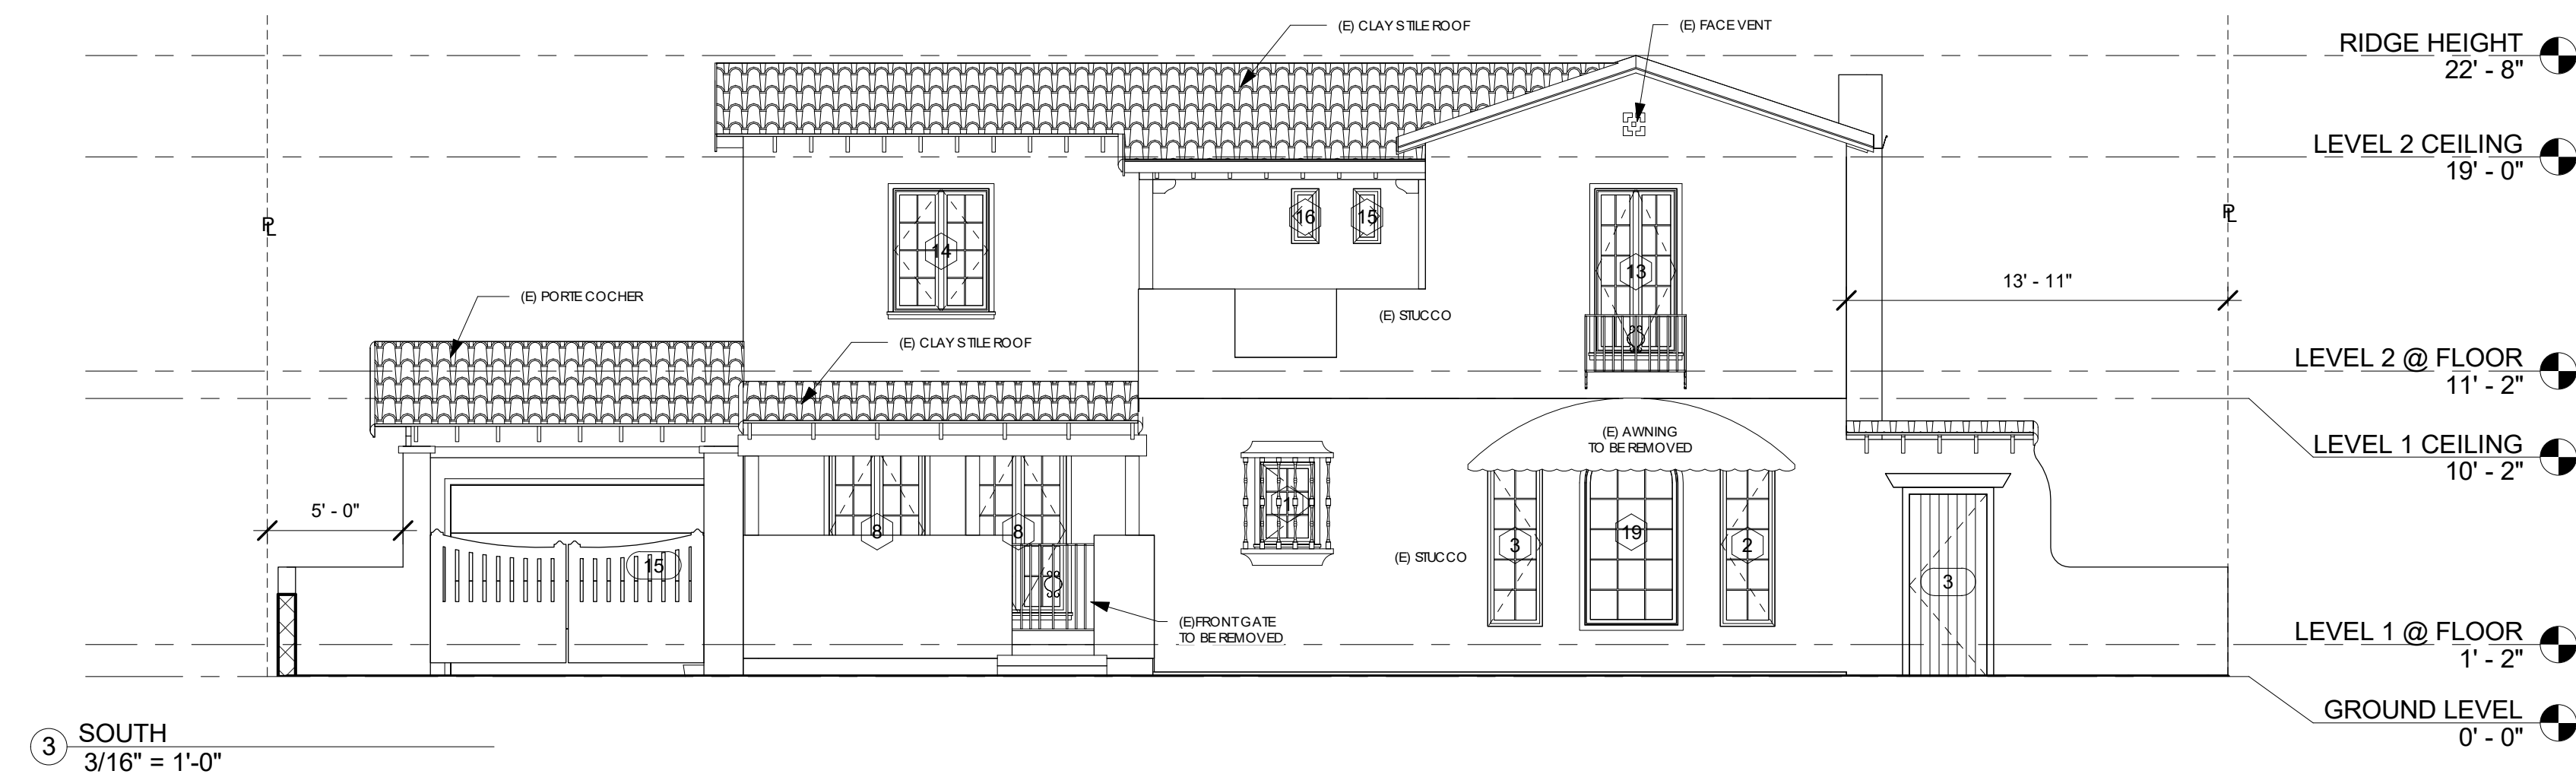 (E) CLAY S TILE ROOF
(E) FACE VENT
RIDGE HEIGHT
22' - 8"
LEVEL 2 CEILING
19' - 0"
PL
PL
16
15
14
13
13' - 11"
(E) PORTE COCHER
(E) STUCCO
(E) CLAY S TILE ROOF
LEVEL 2 @ FLOOR
11' - 2"
LEVEL 1 CEILING
10' - 2"
(E) AWNING
TO BE REMOVED
5' - 0"
8
8
1
3
19
2
(E) STUCCO
15
3
(E)FRONT GATE
TO BE REMOVED
LEVEL 1 @ FLOOR
1' - 2"
GROUND LEVEL
0' - 0"
3
SOUTH
3/16" = 1'-0"